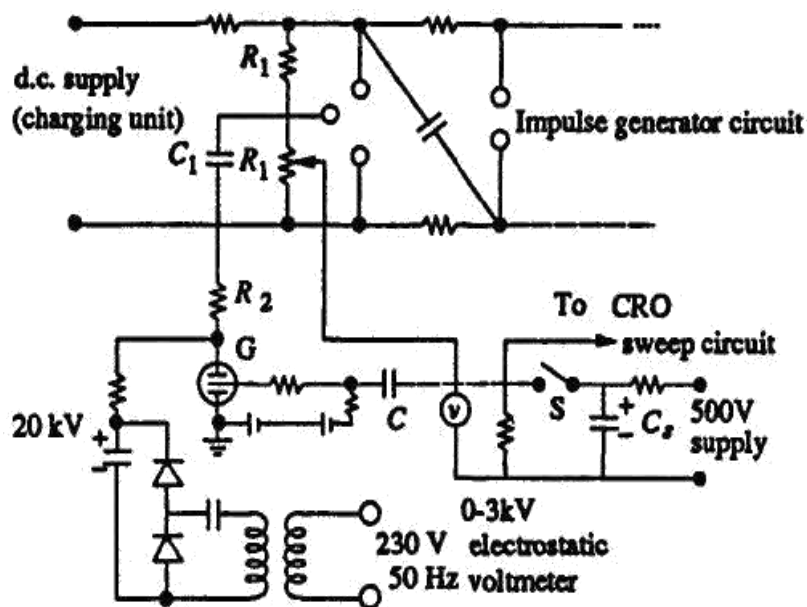 R1
d.c. supply
(charging unit)
Impulse generator circuit
C1
R1
R2
To CRO
sweep circuit
G
S
20 kV
+
-
C
v
+
-
Cs
500V
supply
0-3kV
230 V electrostatic
50 Hz voltmeter